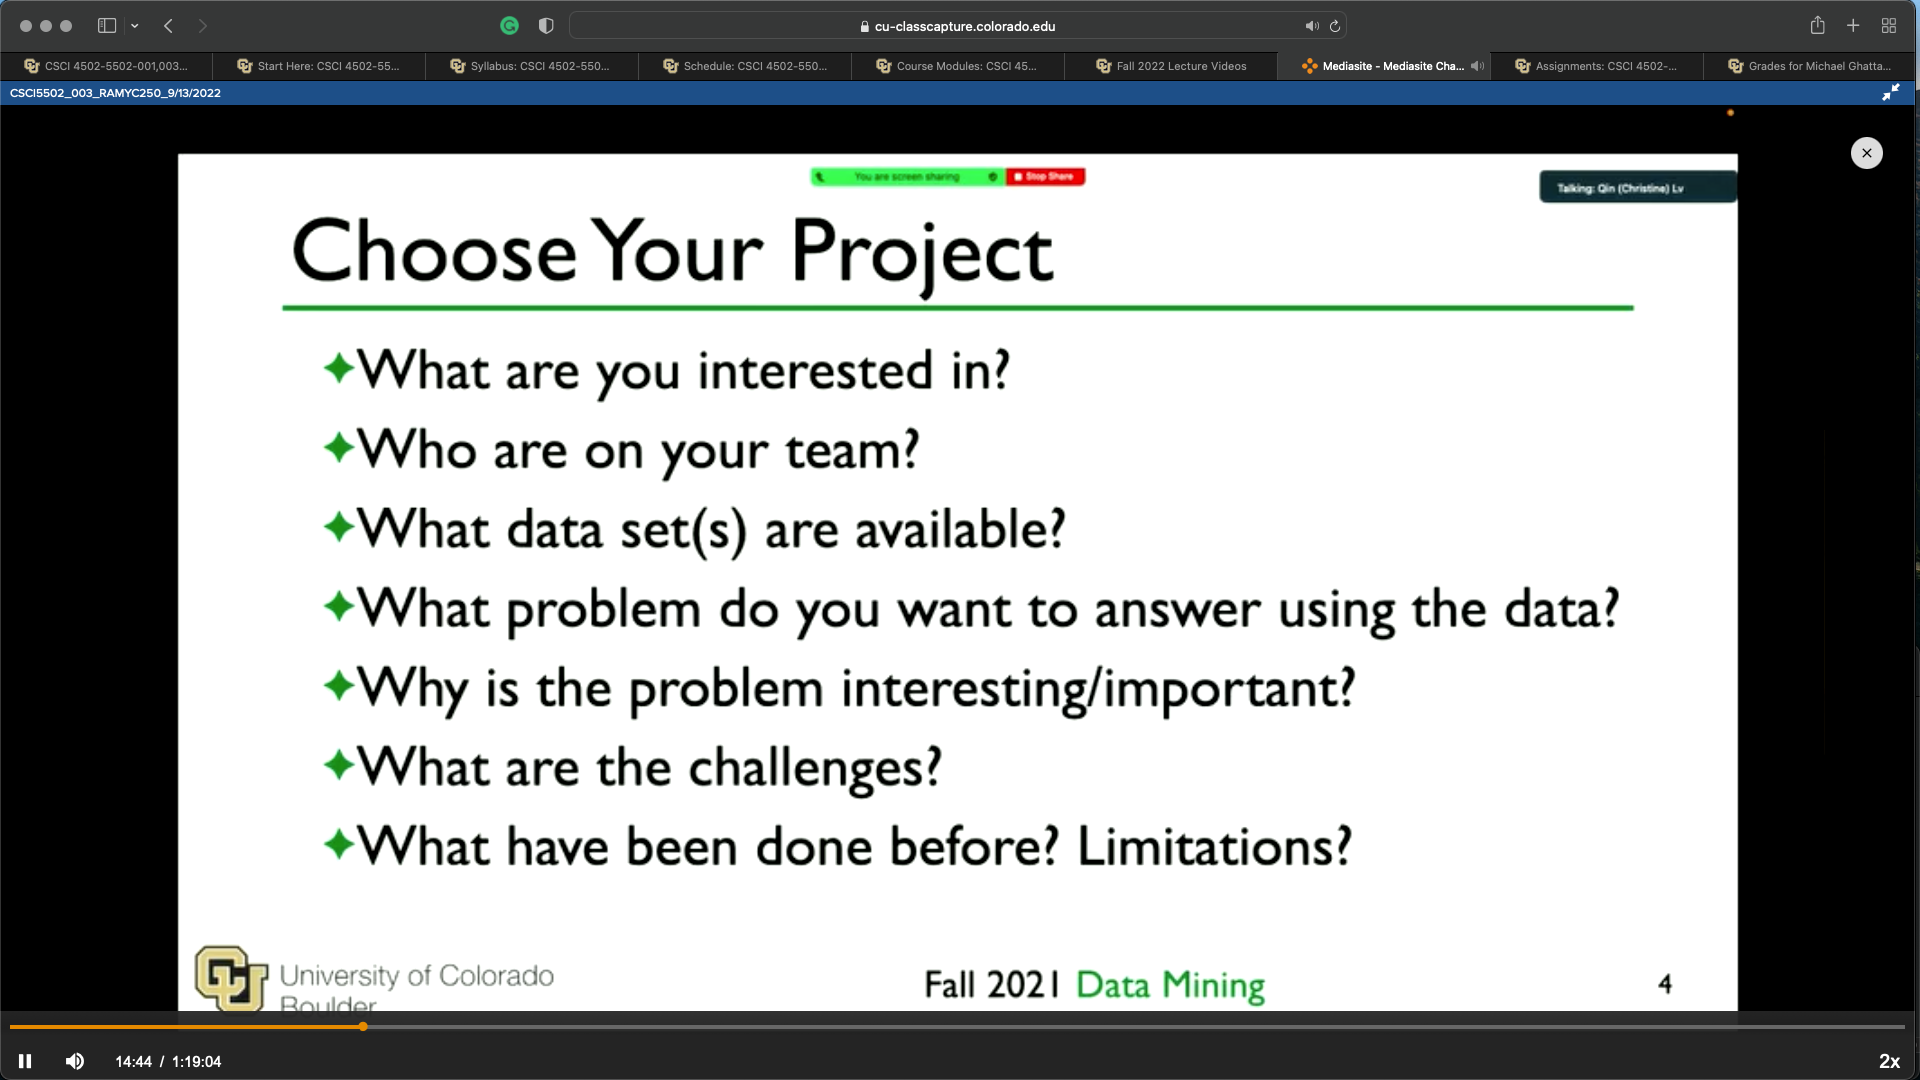 cu-classcapture.colorado.edu
CSCI 4502-5502-001,003...
Start Here: CSCI 4502-55...
Syllabus: CSCI 4502-550...
Schedule: CSCI 4502-550...
Course Modules: CSCI 45...
Fall 2022 Lecture Videos
Mediasite - Mediasite Cha...
Assignments: CSCI 4502-...
Grades for Michael Ghatta...
CSCI5502_003_RAMYC250_9/13/2022
You are screen sharing
Stop Share
Talking: Qin (Christine) Lv
Choose Your Project
What are you interested in?
Who are on your team?
What data set(s) are available?
What problem do you want to answer using the data?
Why is the problem interesting/important?
What are the challenges?
What have been done before? Limitations?
University of Colorado
Boulder
Fall 2021 Data Mining
4
14:44 / 1:19:04
2x